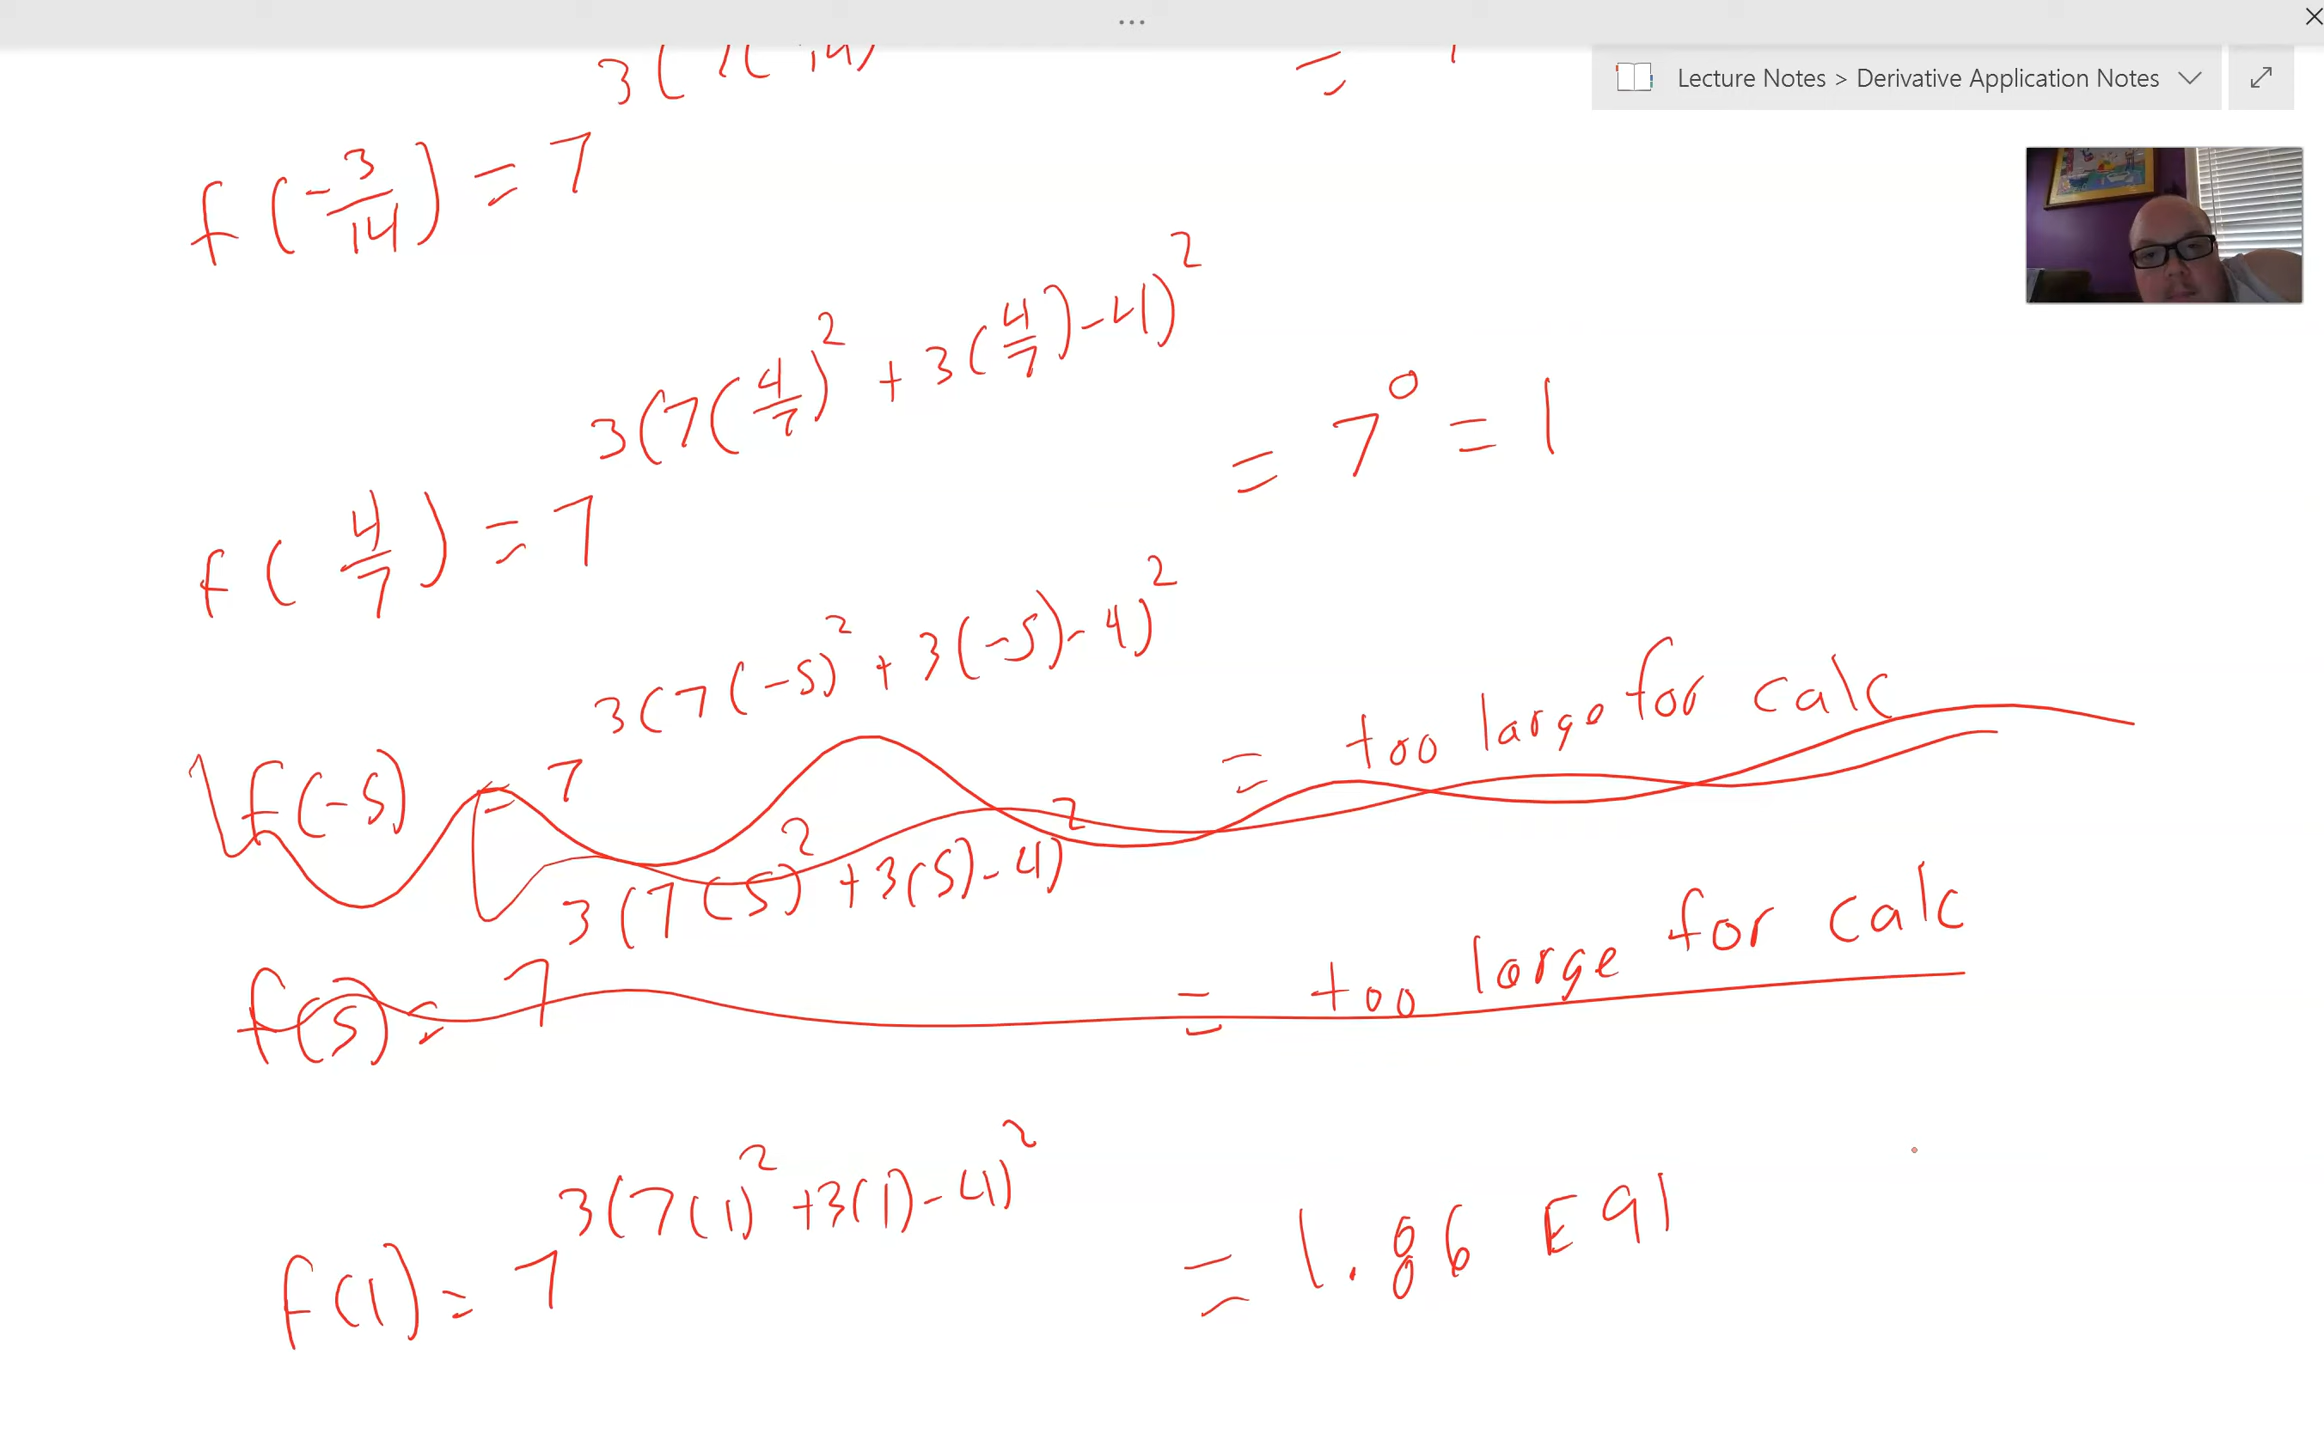 ...
Lecture Notes > Derivative Application Notes
f(-3/14) = 7^3(
f(4/7) = 7^3(7(4/7)^2 + 3(4/7) - 4)^2 = 7^0 = 1
f(-5) = 7^3(7(-5)^2 + 3(-5) - 4)^2 = too large for calc
f(5) = 7^3(7(5)^2 + 3(5) - 4)^2 = too large for calc
f(1) = 7^3(7(1)^2 + 3(1) - 4)^2 = 1.86 E91